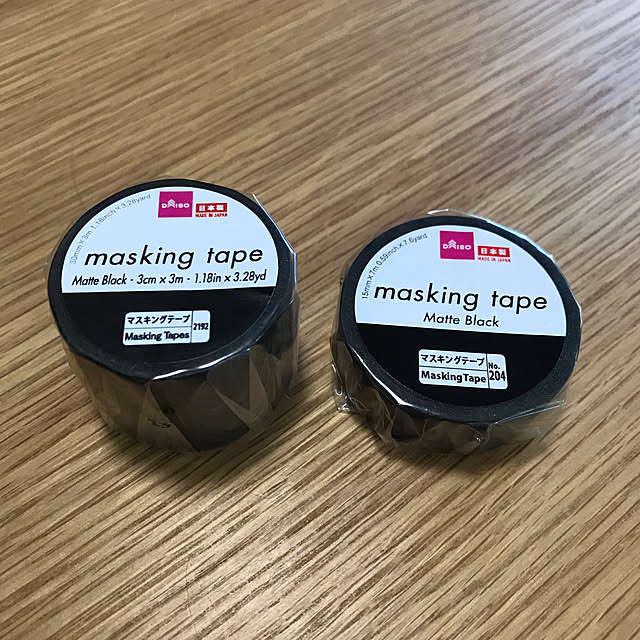 30mm×3m 1.18inch×3.28yard
DAISO
日本製
MADE IN JAPAN
masking tape
Matte Black - 3cm × 3m - 1.18in × 3.28yd
マスキングテープ
Masking Tapes
2192
15mm×7m 0.59inch×7.6yard
DAISO
日本製
MADE IN JAPAN
masking tape
Matte Black
マスキングテープ
Masking Tape
No.
204